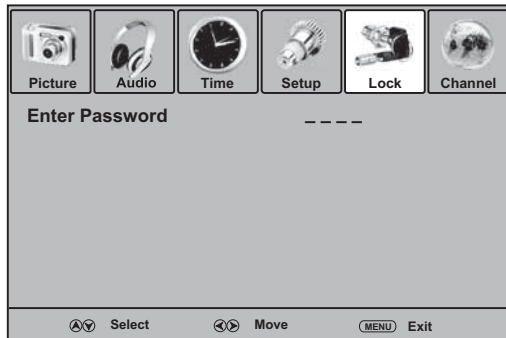 Picture Audio Time Setup Lock Channel
Enter Password _ _ _ _
Select Move MENU Exit